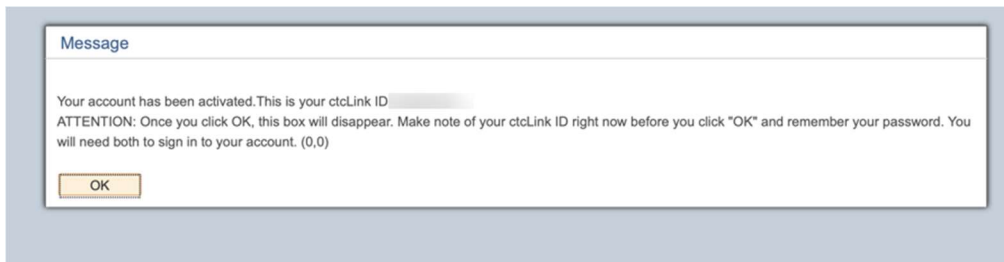 Message
Your account has been activated.This is your ctcLink ID
ATTENTION: Once you click OK, this box will disappear. Make note of your ctcLink ID right now before you click "OK" and remember your password. You
will need both to sign in to your account. (0,0)
OK